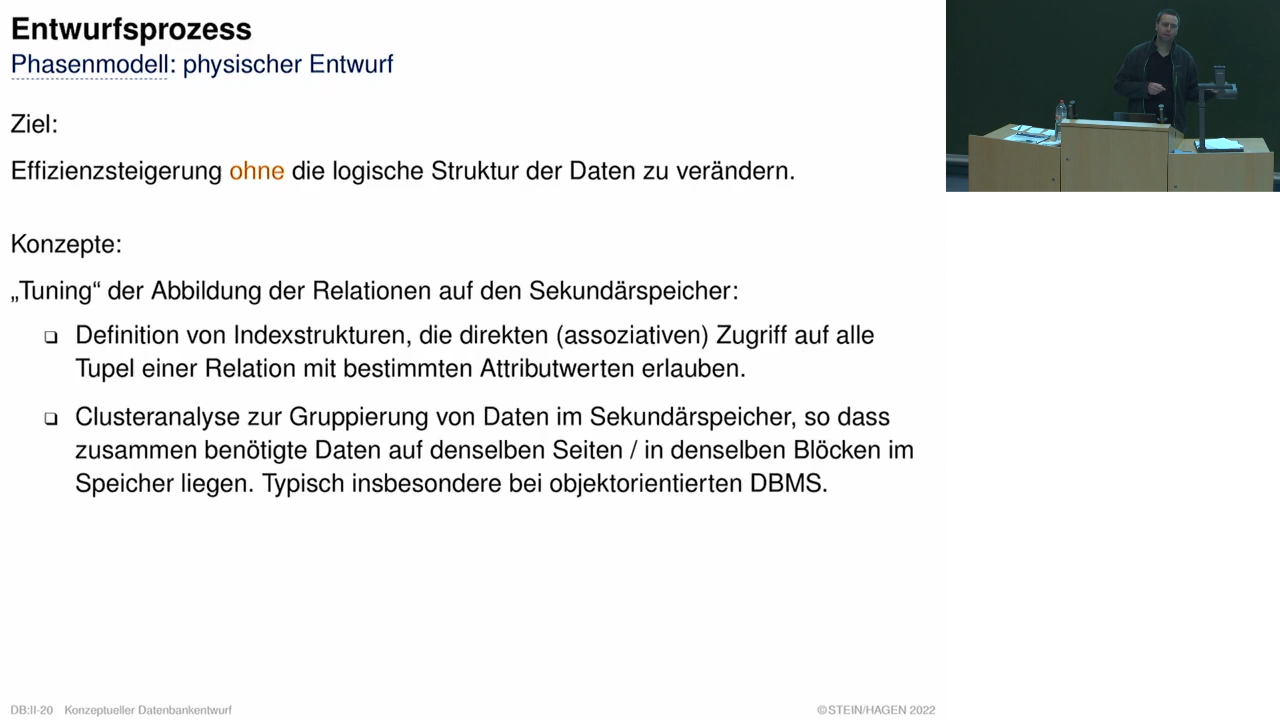 Entwurfsprozess
Phasenmodell: physischer Entwurf
Ziel:
Effizienzsteigerung ohne die logische Struktur der Daten zu verändern.
Konzepte:
„Tuning“ der Abbildung der Relationen auf den Sekundärspeicher:
❑ Definition von Indexstrukturen, die direkten (assoziativen) Zugriff auf alle
Tupel einer Relation mit bestimmten Attributwerten erlauben.
❑ Clusteranalyse zur Gruppierung von Daten im Sekundärspeicher, so dass
zusammen benötigte Daten auf denselben Seiten / in denselben Blöcken im
Speicher liegen. Typisch insbesondere bei objektorientierten DBMS.
DB:II-20 Konzeptueller Datenbankentwurf
©STEIN/HAGEN 2022